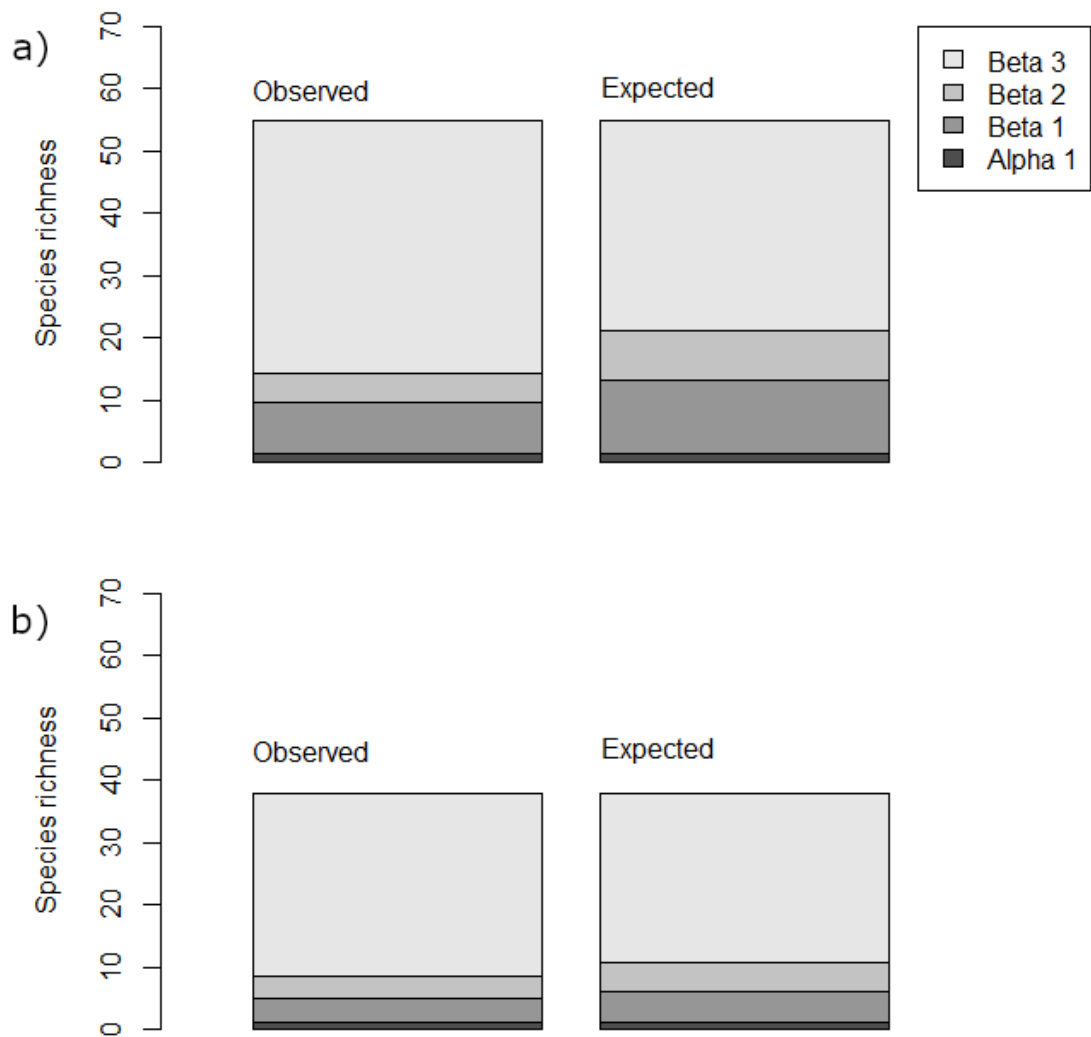 a)
Species richness
70
60
50
40
30
20
10
0
Observed
Expected
Beta 3
Beta 2
Beta 1
Alpha 1
b)
Species richness
70
60
50
40
30
20
10
0
Observed
Expected